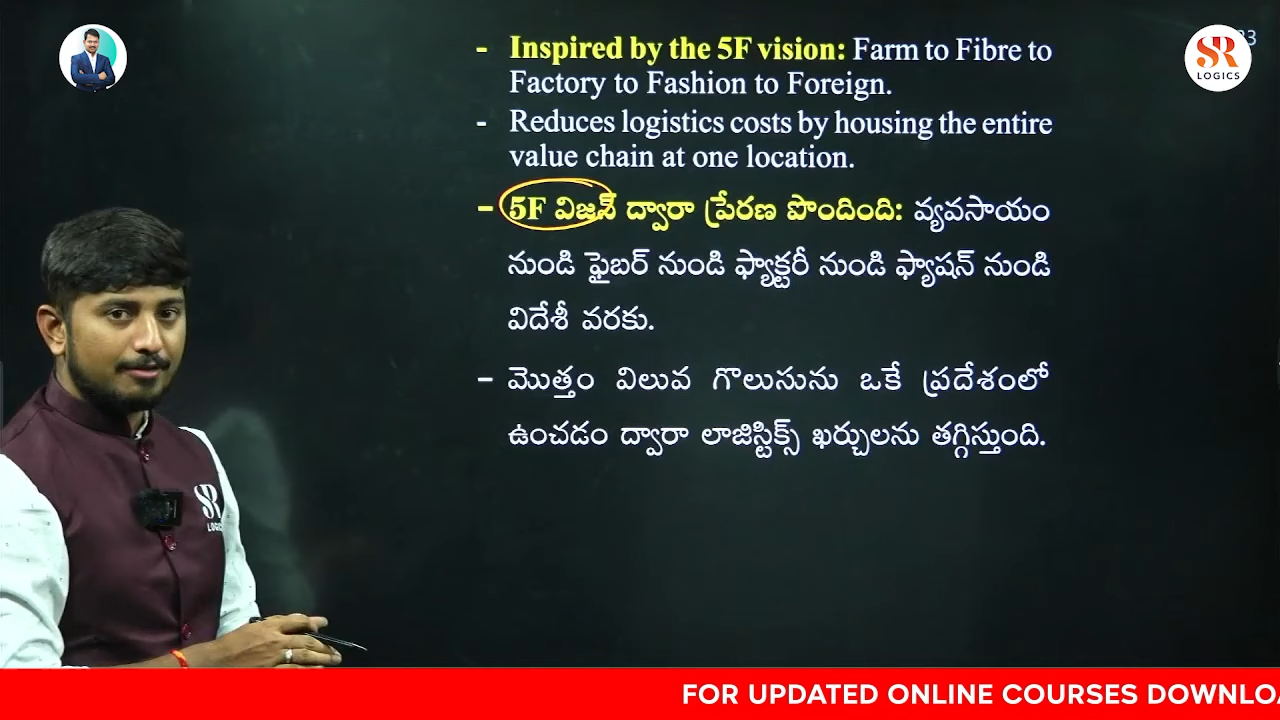 - Inspired by the 5F vision: Farm to Fibre to
Factory to Fashion to Foreign.
- Reduces logistics costs by housing the entire
value chain at one location.
- 5F విజన్ ద్వారా ప్రేరణ పొందింది: వ్యవసాయం
నుండి ఫైబర్ నుండి ఫ్యాక్టరీ నుండి ఫ్యాషన్ నుండి
విదేశీ వరకు.
- మొత్తం విలువ గొలుసును ఒకే ప్రదేశంలో
ఉంచడం ద్వారా లాజిస్టిక్స్ ఖర్చులను తగ్గిస్తుంది.
SR
LOGICS
SR
FOR UPDATED ONLINE COURSES DOWNLOA